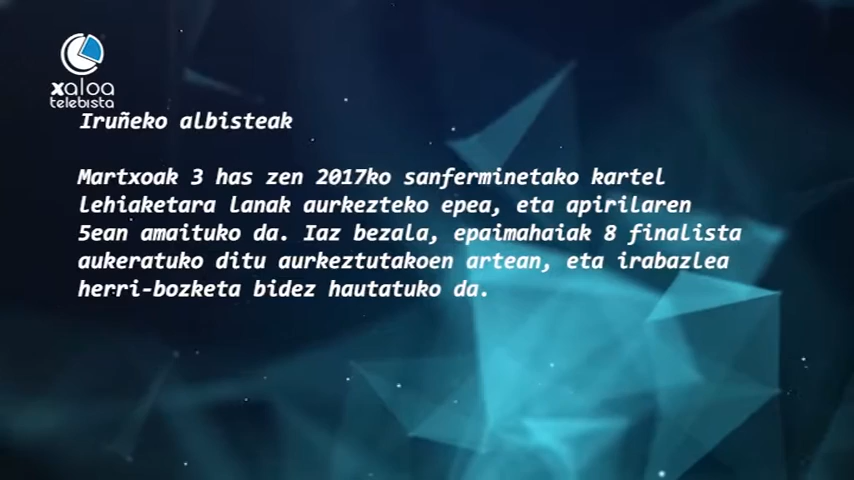 xaloa
telebista
Iruñeko albisteak
Martxoak 3 has zen 2017ko sanferminetako kartel
lehiaketara lanak aurkezteko epea, eta apirilaren
5ean amaituko da. Iaz bezala, epaimahaiak 8 finalista
aukeratuko ditu aurkeztutakoen artean, eta irabazlea
herri-bozketa bidez hautatuko da.